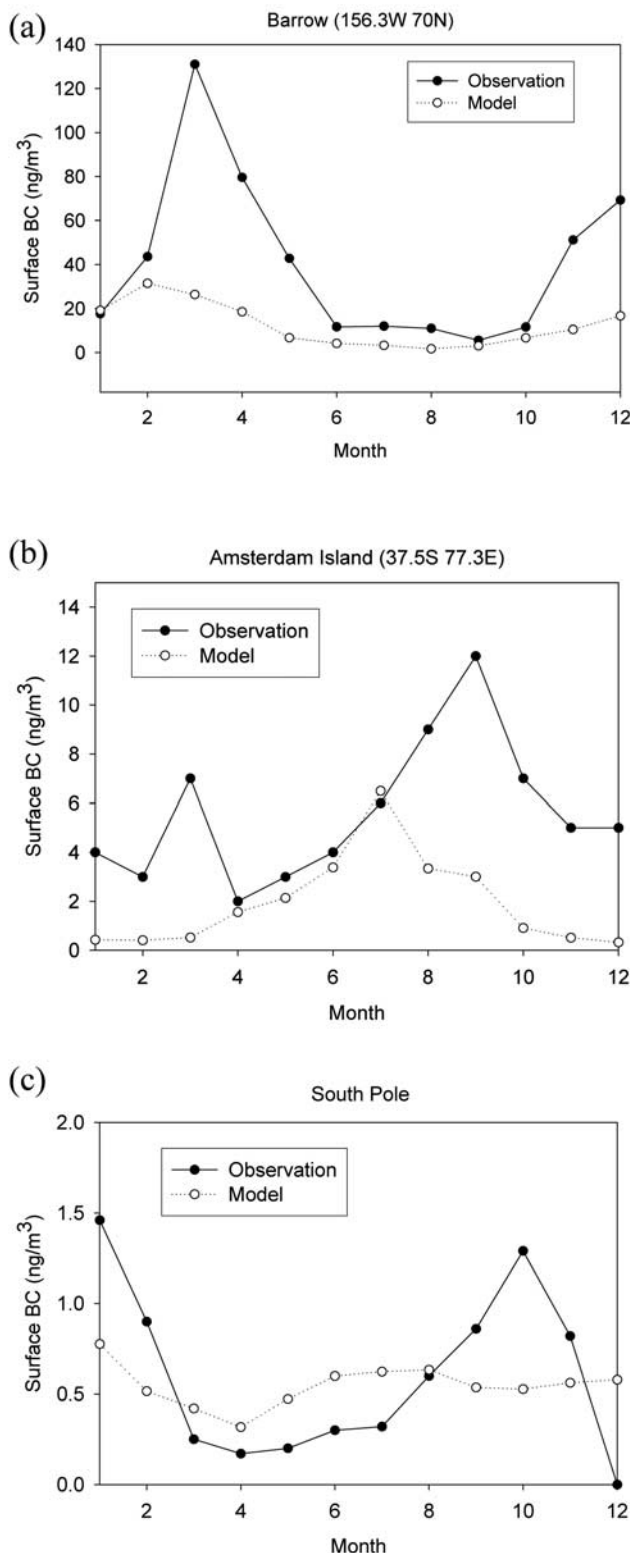 (a)
Barrow (156.3W 70N)
140
120
100
80
60
40
20
0
Surface BC (ng/m³)
Observation
Model
2 4 6 8 10 12
Month
(b)
Amsterdam Island (37.5S 77.3E)
14
12
10
8
6
4
2
0
Surface BC (ng/m³)
Observation
Model
2 4 6 8 10 12
Month
(c)
South Pole
2.0
1.5
1.0
0.5
0.0
Surface BC (ng/m³)
Observation
Model
2 4 6 8 10 12
Month